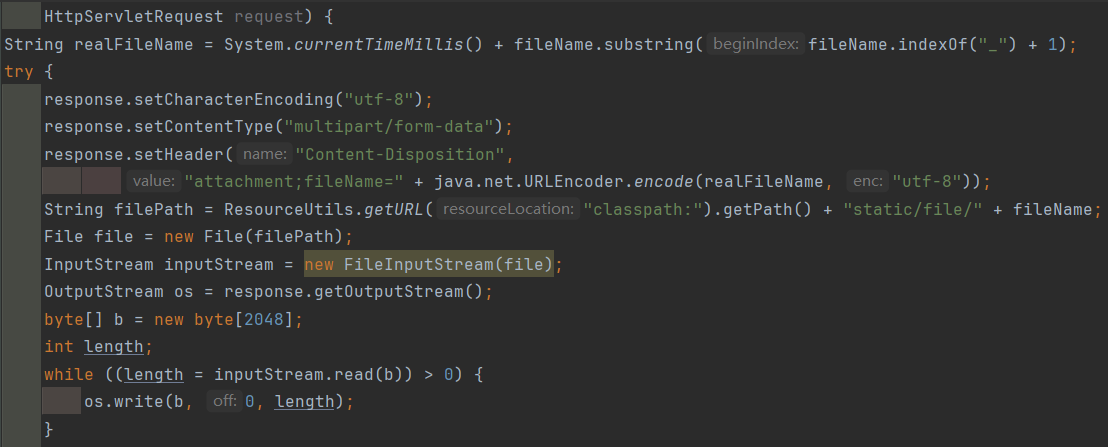 HttpServletRequest request) {
String realFileName = System.currentTimeMillis() + fileName.substring( beginIndex: fileName.indexOf("_") + 1);
try {
response.setCharacterEncoding("utf-8");
response.setContentType("multipart/form-data");
response.setHeader( name: "Content-Disposition",
value: "attachment;fileName=" + java.net.URLEncoder.encode(realFileName, enc: "utf-8"));
String filePath = ResourceUtils.getURL( resourceLocation: "classpath:").getPath() + "static/file/" + fileName;
File file = new File(filePath);
InputStream inputStream = new FileInputStream(file);
OutputStream os = response.getOutputStream();
byte[] b = new byte[2048];
int length;
while ((length = inputStream.read(b)) > 0) {
os.write(b, off: 0, length);
}